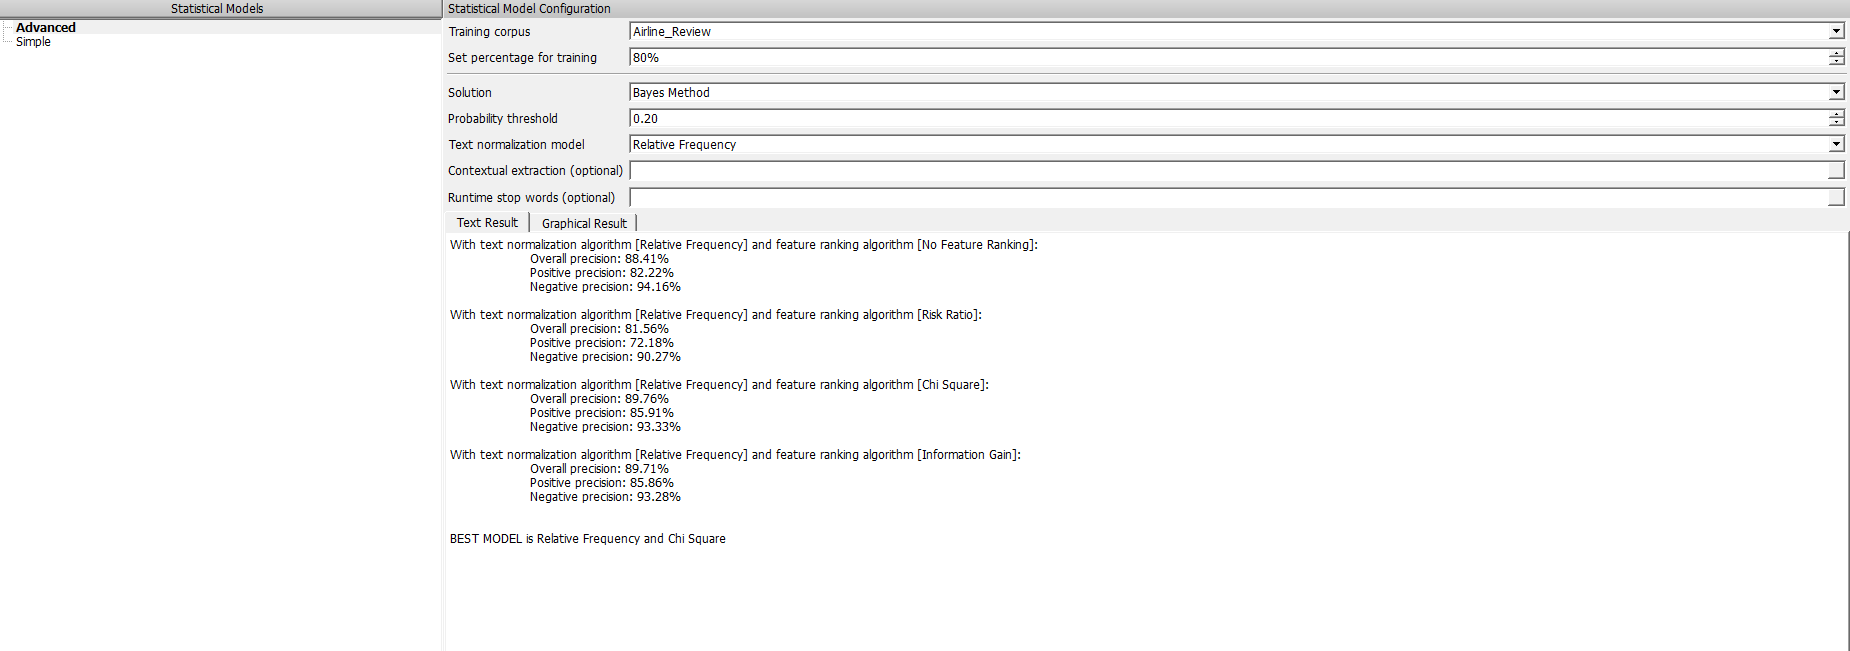 Statistical Models
Advanced
Simple
Statistical Model Configuration
Training corpus Airline_Review
Set percentage for training 80%
Solution Bayes Method
Probability threshold 0.20
Text normalization model Relative Frequency
Contextual extraction (optional)
Runtime stop words (optional)
Text Result Graphical Result
With text normalization algorithm [Relative Frequency] and feature ranking algorithm [No Feature Ranking]:
Overall precision: 88.41%
Positive precision: 82.22%
Negative precision: 94.16%
With text normalization algorithm [Relative Frequency] and feature ranking algorithm [Risk Ratio]:
Overall precision: 81.56%
Positive precision: 72.18%
Negative precision: 90.27%
With text normalization algorithm [Relative Frequency] and feature ranking algorithm [Chi Square]:
Overall precision: 89.76%
Positive precision: 85.91%
Negative precision: 93.33%
With text normalization algorithm [Relative Frequency] and feature ranking algorithm [Information Gain]:
Overall precision: 89.71%
Positive precision: 85.86%
Negative precision: 93.28%
BEST MODEL is Relative Frequency and Chi Square